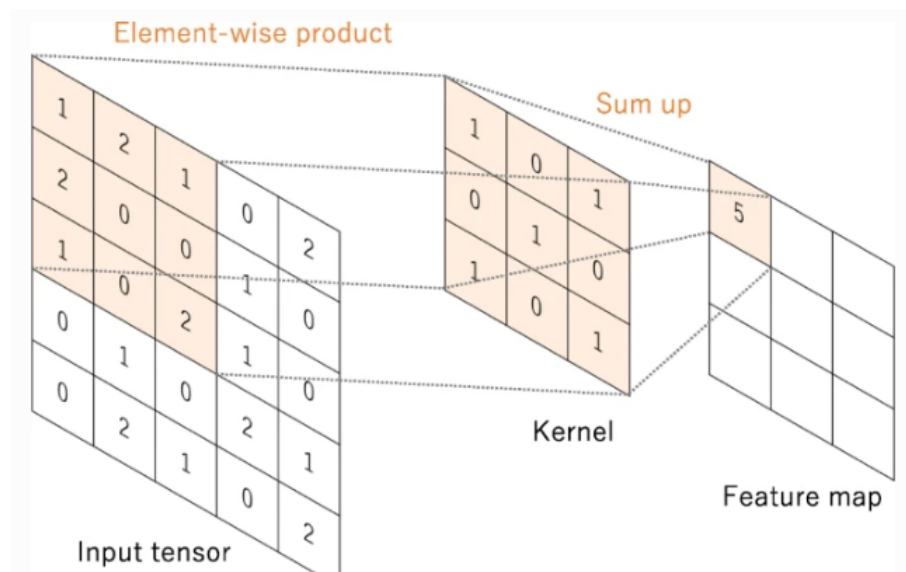 Element-wise product
1 2 1 0 2
2 0 0 1 0
1 0 2 1 0
0 1 0 2 1
0 2 1 0 2
Input tensor
1 0 1
0 1 0
1 0 1
Kernel
Sum up
5
Feature map